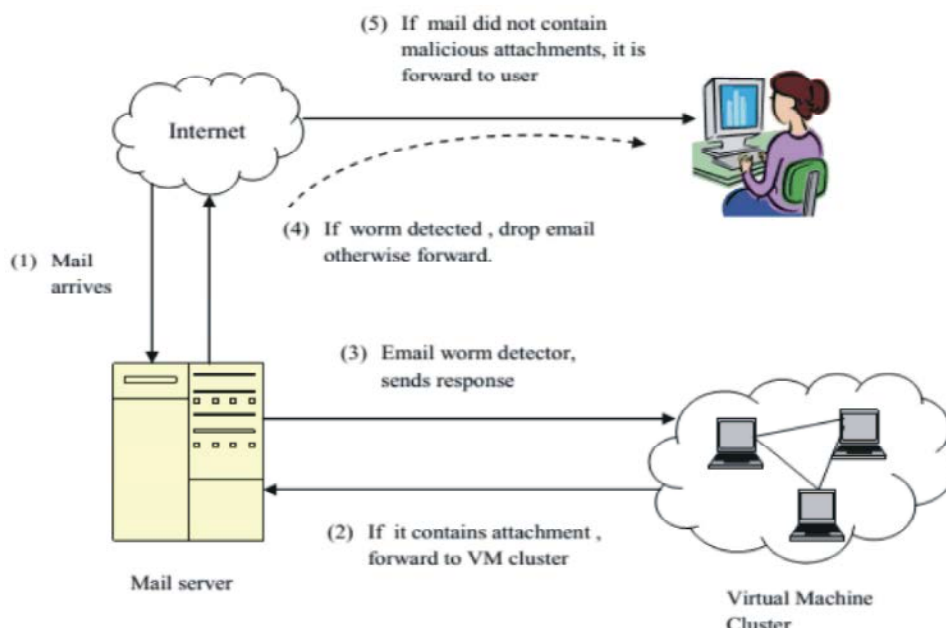 (5) If mail did not contain
malicious attachments, it is
forward to user
Internet
(4) If worm detected , drop email
otherwise forward.
(1) Mail
arrives
(3) Email worm detector,
sends response
(2) If it contains attachment ,
forward to VM cluster
Mail server
Virtual Machine
Cluster